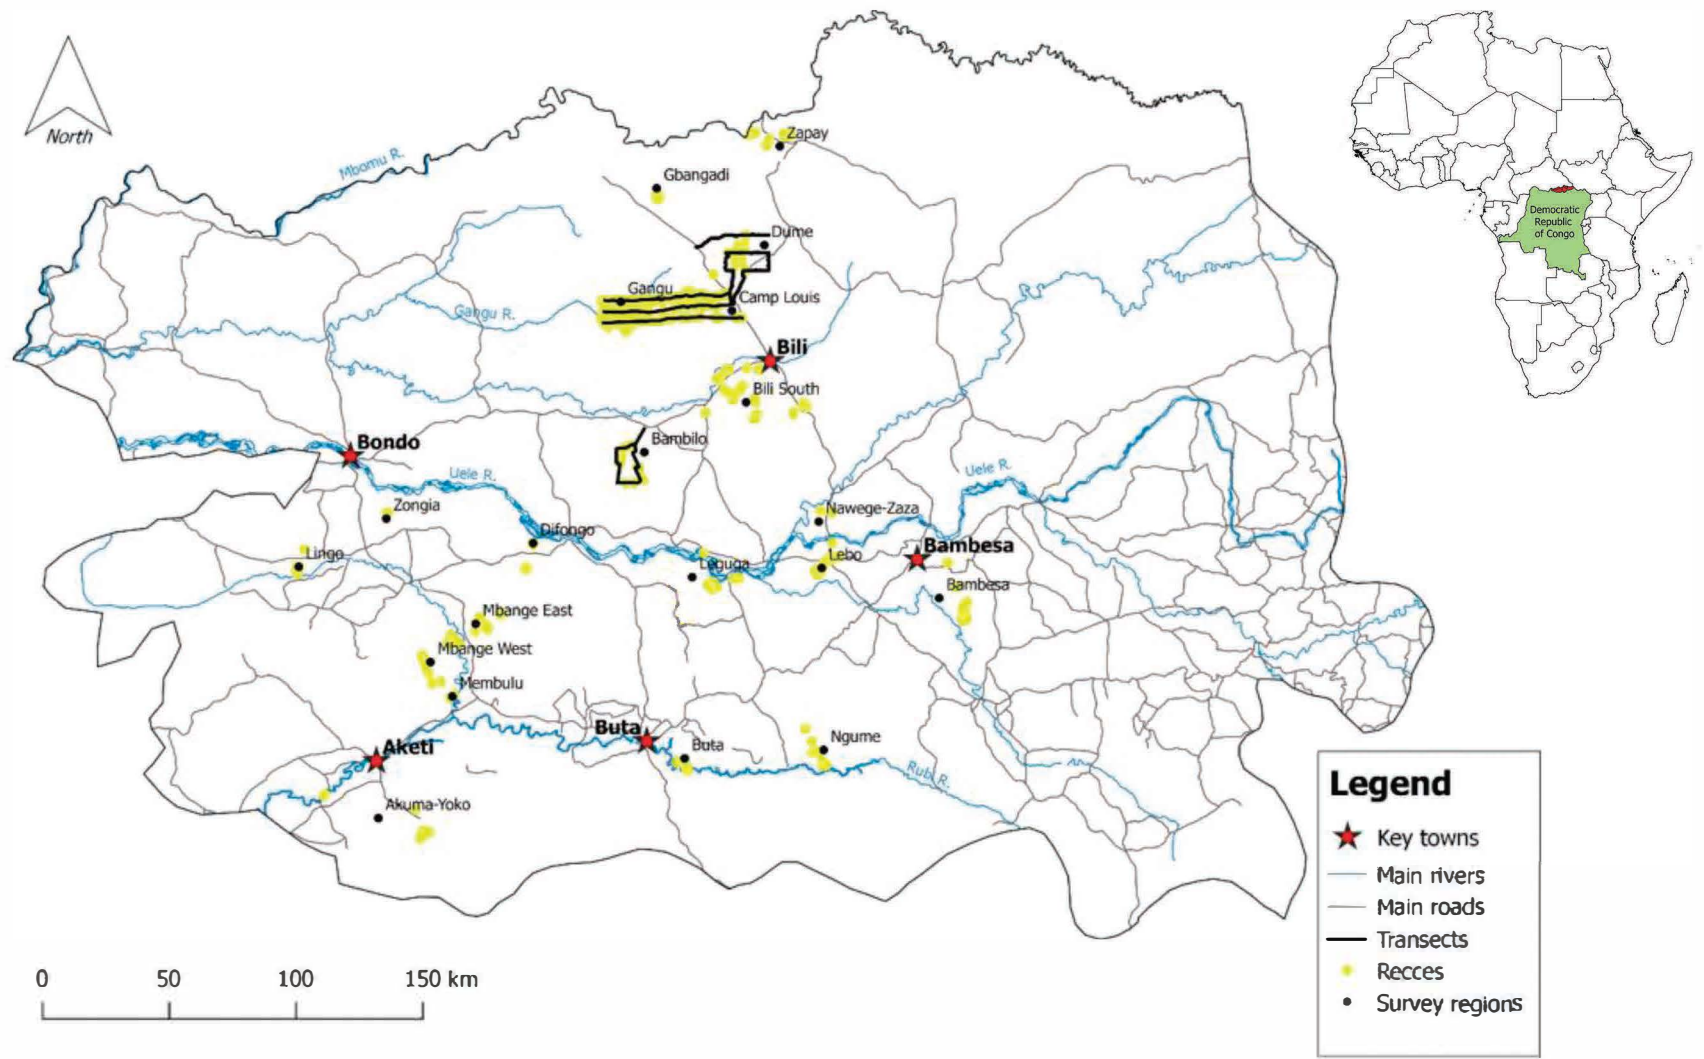 North
Mbomu R.
Zapay
Gbangadi
Dume
Gangu
Camp Louis
Gangu R.
Bili
Bili South
Bondo
Bambilo
Uele R.
Uele R.
Zongia
Nawege-Zaza
Difongo
Lingo
Leguga
Lebo
Bambesa
Bambesa
Mbange East
Mbange West
Membulu
Buta
Buta
Ngume
Aketi
Rubi R.
Akuma-Yoko
Democratic
Republic
of Congo
Legend
Key towns
Main rivers
Main roads
Transects
Recces
Survey regions
0 50 100 150 km